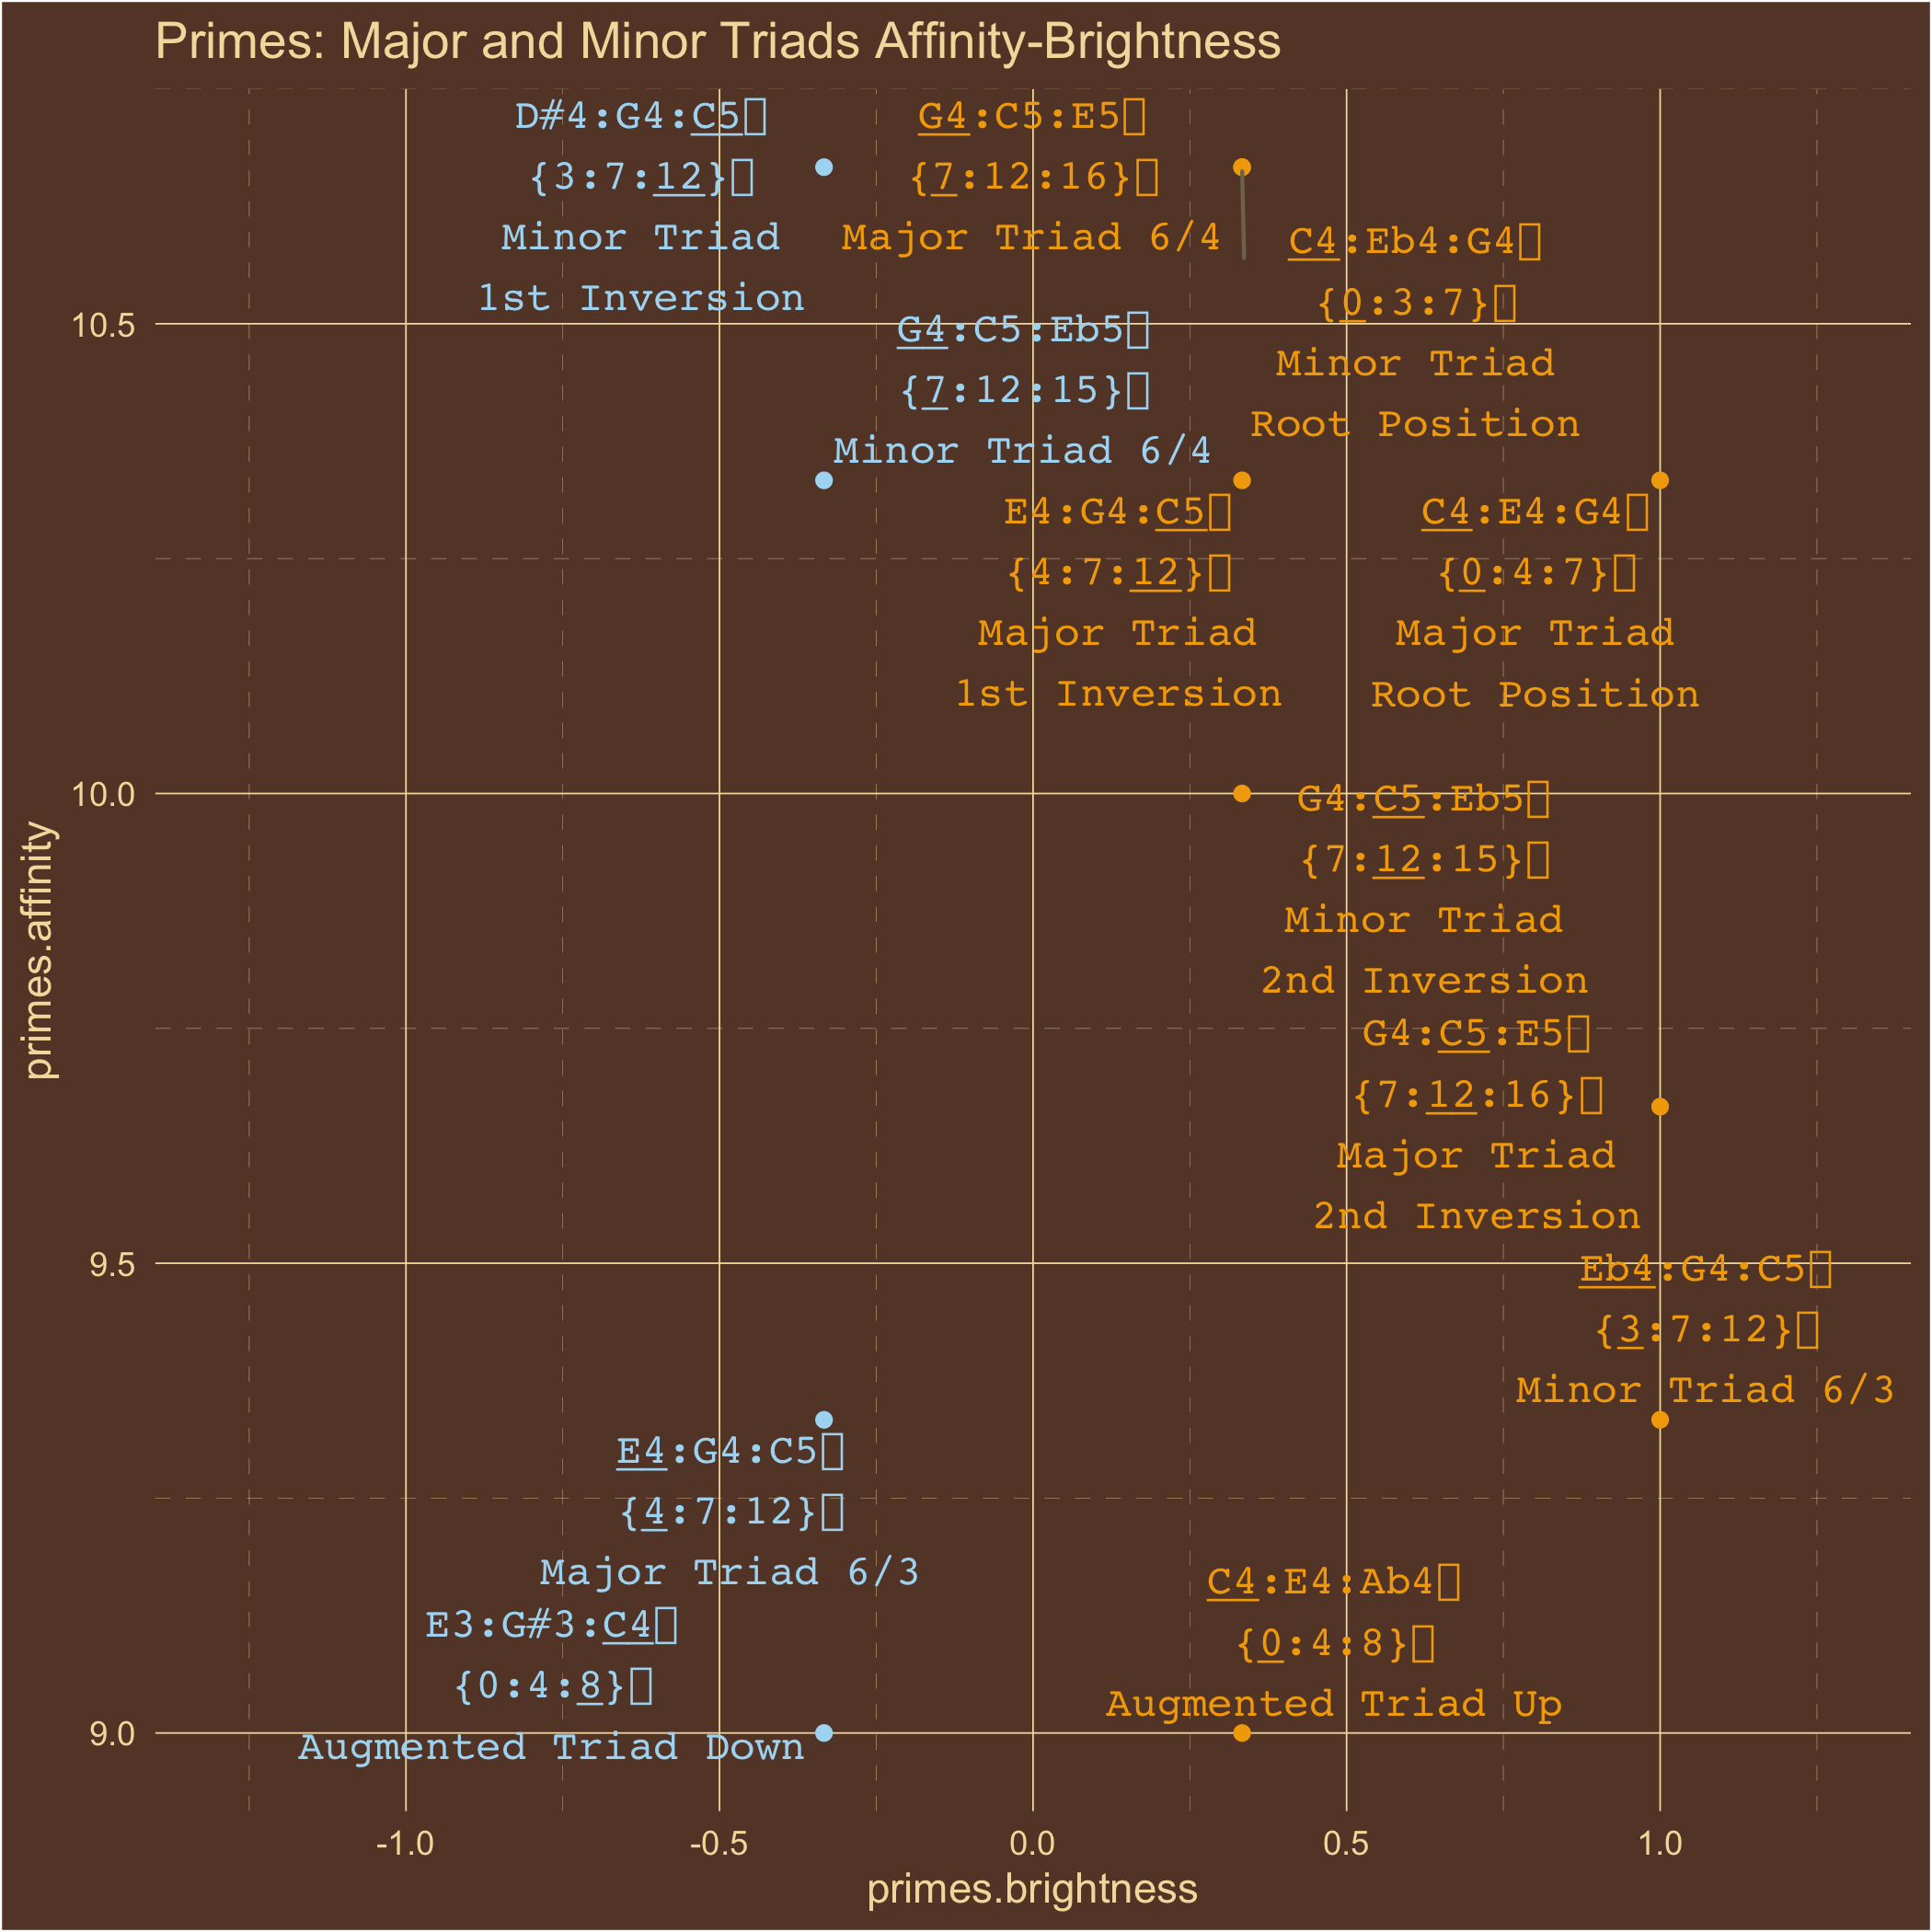 Primes: Major and Minor Triads Affinity-Brightness
D#4:G4:C5
{3:7:12}
Minor Triad
1st Inversion
G4:C5:E5
{7:12:16}
Major Triad 6/4
C4:Eb4:G4
{0:3:7}
Minor Triad
Root Position
G4:C5:Eb5
{7:12:15}
Minor Triad 6/4
E4:G4:C5
{4:7:12}
Major Triad
1st Inversion
C4:E4:G4
{0:4:7}
Major Triad
Root Position
G4:C5:Eb5
{7:12:15}
Minor Triad
2nd Inversion
G4:C5:E5
{7:12:16}
Major Triad
2nd Inversion
Eb4:G4:C5
{3:7:12}
Minor Triad 6/3
E4:G4:C5
{4:7:12}
Major Triad 6/3
E3:G#3:C4
{0:4:8}
Augmented Triad Down
C4:E4:Ab4
{0:4:8}
Augmented Triad Up
10.5
10.0
9.5
9.0
primes.affinity
-1.0
-0.5
0.0
0.5
1.0
primes.brightness